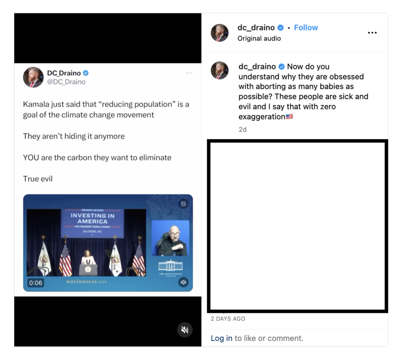 DC_Draino
@DC_Draino
Kamala just said that “reducing population” is a
goal of the climate change movement
They aren’t hiding it anymore
YOU are the carbon they want to eliminate
True evil
INVESTING IN
AMERICA
0:06
WHITEHOUSE.GOV
dc_draino • Follow
Original audio
dc_draino Now do you
understand why they are obsessed
with aborting as many babies as
possible? These people are sick and
evil and I say that with zero
exaggeration🇺🇸
2d
2 DAYS AGO
Log in to like or comment.